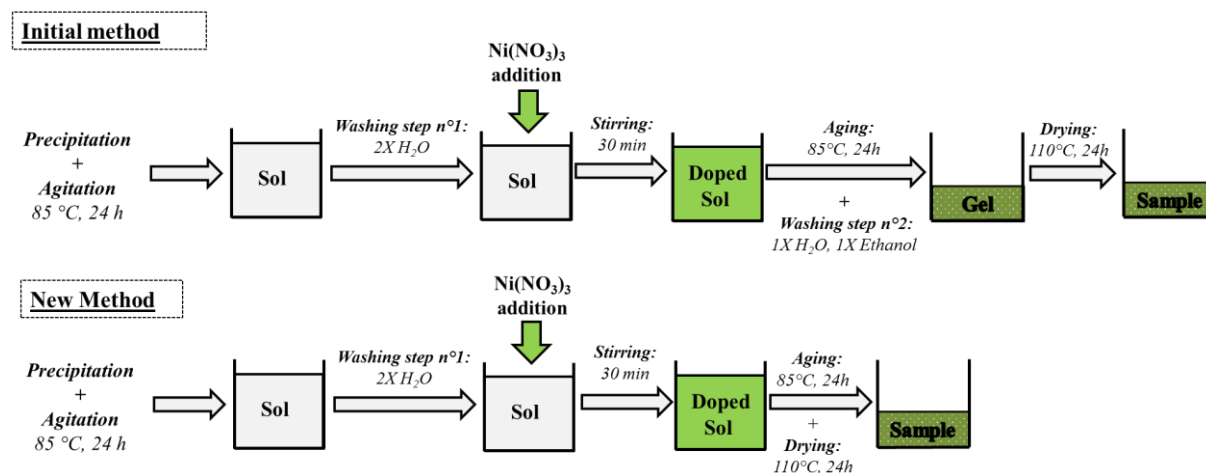 Initial method
Ni(NO3)3
addition
Precipitation
+
Agitation
85 °C, 24 h
Sol
Washing step n°1:
2X H2O
Sol
Stirring:
30 min
Doped
Sol
Aging:
85°C, 24h
+
Washing step n°2:
1X H2O, 1X Ethanol
Gel
Drying:
110°C, 24h
Sample
New Method
Ni(NO3)3
addition
Precipitation
+
Agitation
85 °C, 24 h
Sol
Washing step n°1:
2X H2O
Sol
Stirring:
30 min
Doped
Sol
Aging:
85°C, 24h
+
Drying:
110°C, 24h
Sample